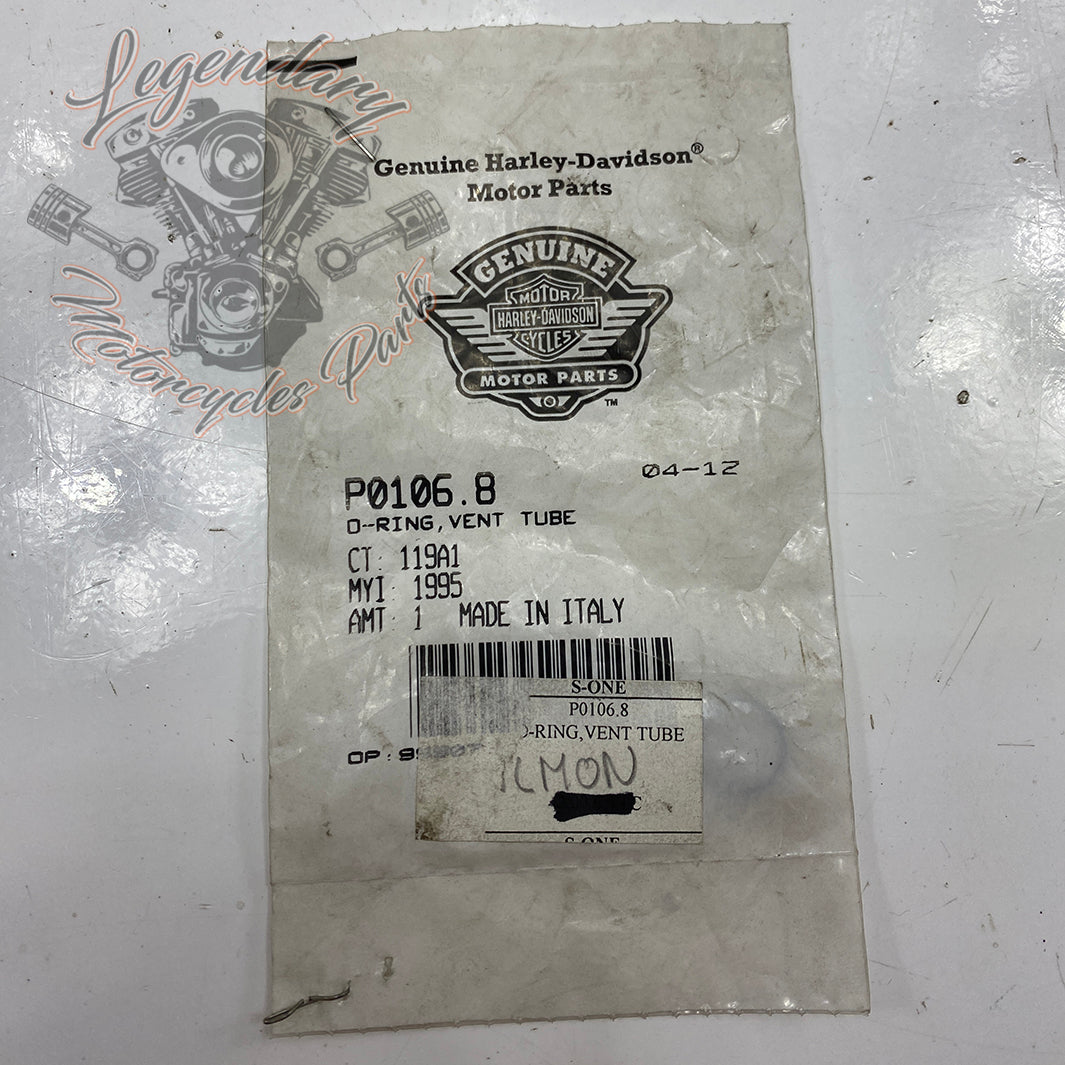 Legendary
Motorcycles Parts
Genuine Harley-Davidson®
Motor Parts
GENUINE
MOTOR
HARLEY-DAVIDSON
CYCLES
MOTOR PARTS
™
04-12
P0106.8
O-RING,VENT TUBE
CT: 119A1
MYI: 1995
AMT: 1 MADE IN ITALY
S-ONE
P0106.8
O-RING,VENT TUBE
OP:
S-ONE